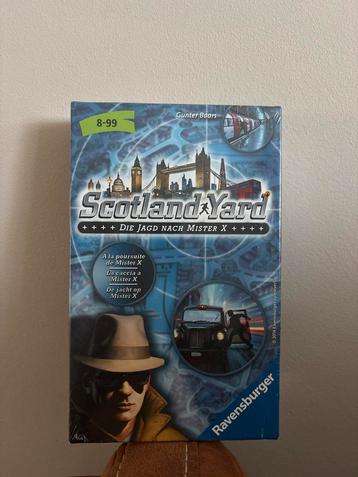 8-99
Gunter Baars
Scotland Yard
Die Jagd nach Mister X
A la poursuite
de Mister X
La caccia a
Mister X
De jacht op
Mister X
Ravensburger